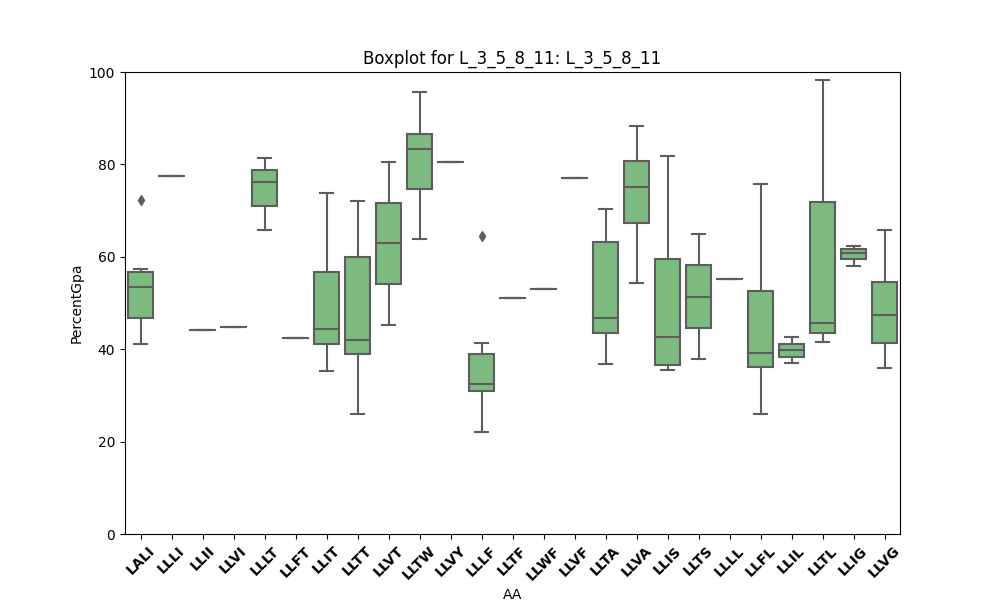 Boxplot for L_3_5_8_11: L_3_5_8_11
100
80
60
40
20
0
PercentGpa
LALI LLLI LLII LLVI LLLT LLFT LLIT LLTT LLVT LLTW LLVY LLLF LLTF LLWF LLVF LLTA LLVA LLIS LLTS LLLL LLFL LLIL LLTL LLIG LLVG
AA